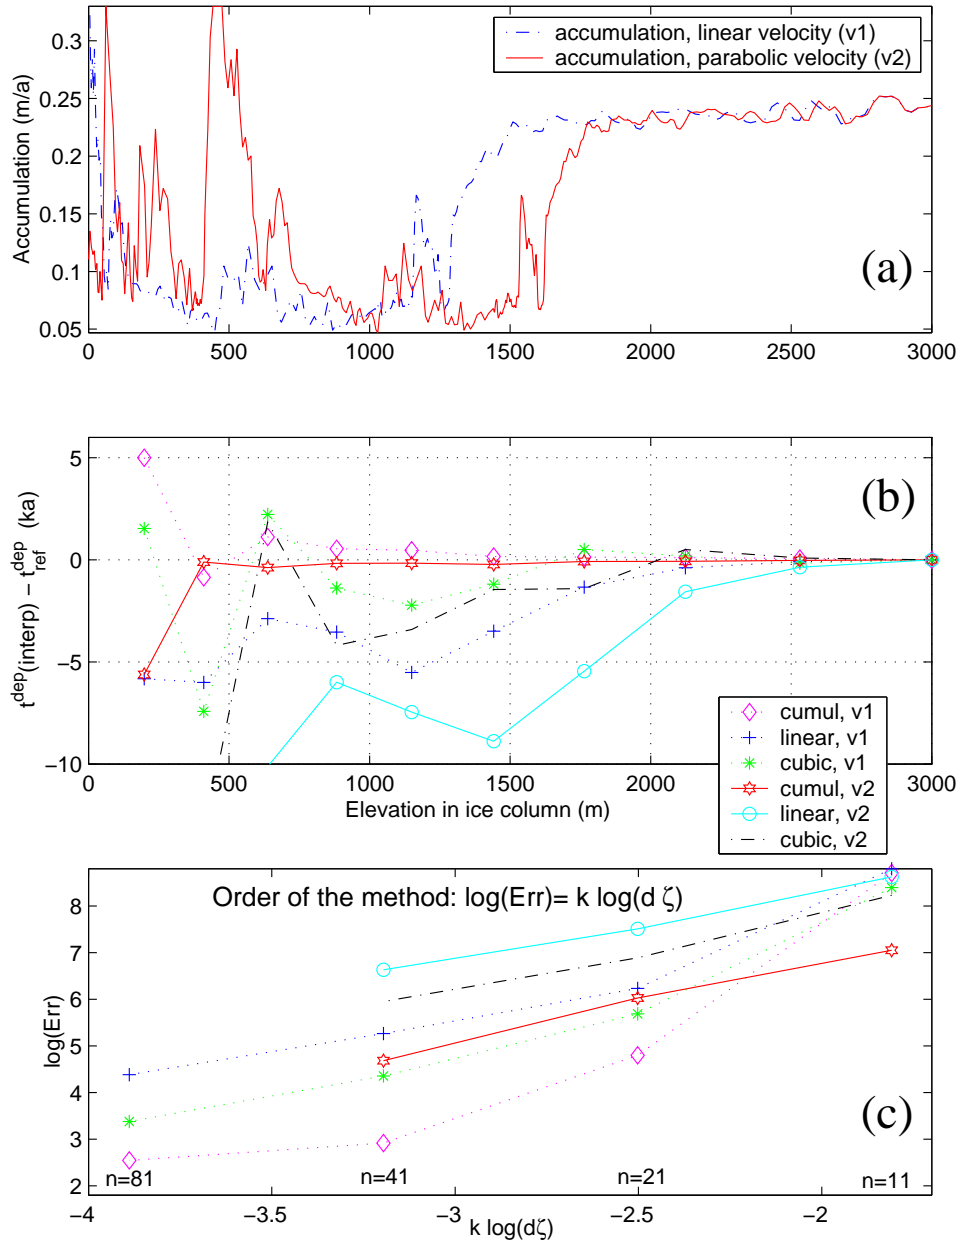 accumulation, linear velocity (v1)
accumulation, parabolic velocity (v2)
Accumulation (m/a)
0.3
0.25
0.2
0.15
0.1
0.05
(a)
0 500 1000 1500 2000 2500 3000
t^dep(interp) − t_ref^dep (ka)
5
0
−5
−10
(b)
0 500 1000 1500 2000 3000
Elevation in ice column (m)
cumul, v1
linear, v1
cubic, v1
cumul, v2
linear, v2
cubic, v2
Order of the method: log(Err)= k log(d ζ)
log(Err)
8
7
6
5
4
3
2
(c)
n=81 n=41 n=21 n=11
−4 −3.5 −3 −2.5 −2
k log(dζ)